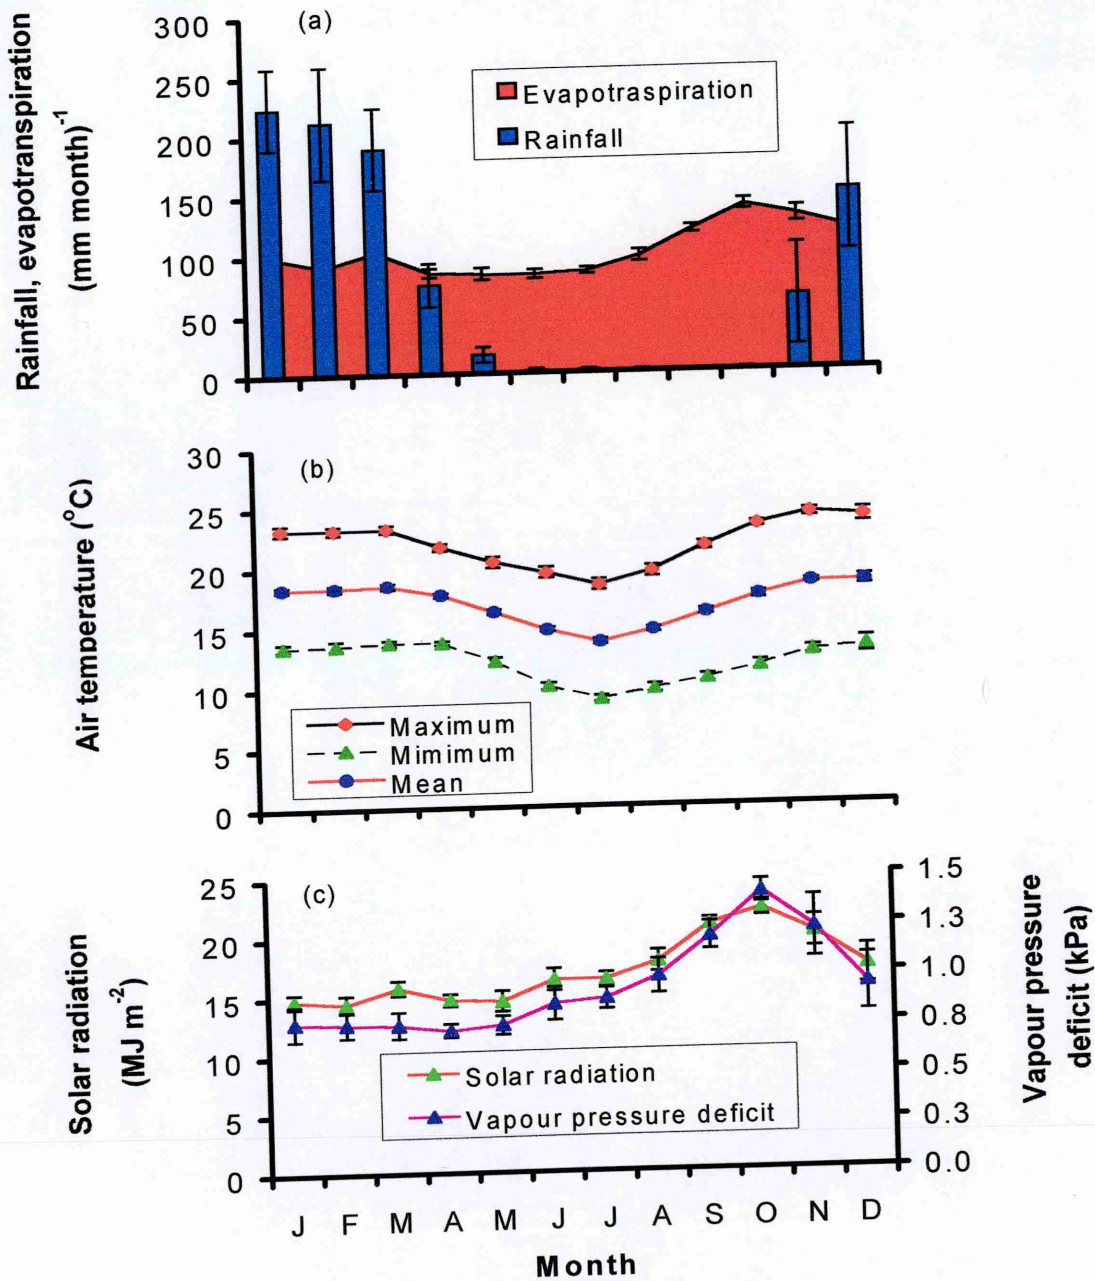 (a)
Rainfall, evapotranspiration
(mm month)-1
300
250
200
150
100
50
0
Evapotraspiration
Rainfall
(b)
Air temperature (oC)
30
25
20
15
10
5
0
Maximum
Mimimum
Mean
(c)
Solar radiation
(MJ m-2)
25
20
15
10
5
0
Solar radiation
Vapour pressure deficit
1.5
1.3
1.0
0.8
0.5
0.3
0.0
Vapour pressure
deficit (kPa)
J F M A M J J A S O N D
Month